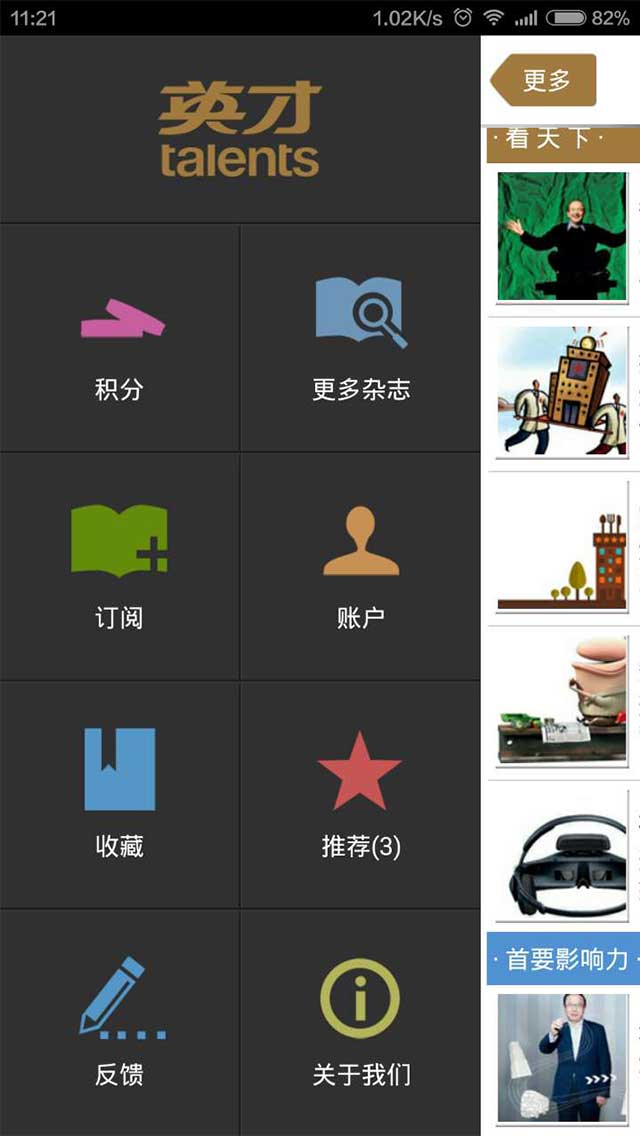 11:21 1.02K/s 82%
英才
talents
更多
· 看 天 下 ·
积分 更多杂志
订阅 账户
收藏 推荐(3)
· 首要影响力 ·
反馈 关于我们